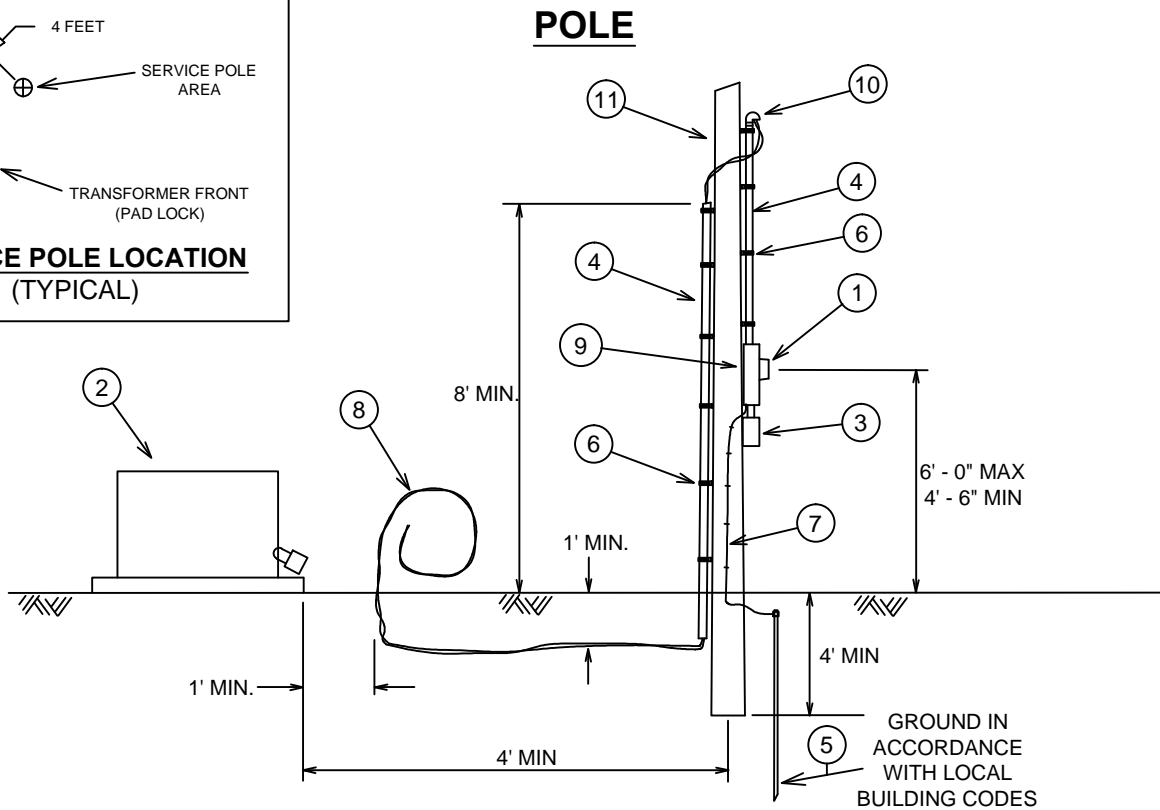 POLE
4 FEET
SERVICE POLE
AREA
TRANSFORMER FRONT
(PAD LOCK)
CE POLE LOCATION
(TYPICAL)
11
10
4
6
4
1
9
8' MIN.
2
8
3
6
6' - 0" MAX
4' - 6" MIN
7
1' MIN.
4' MIN
1' MIN.
4' MIN
5
GROUND IN
ACCORDANCE
WITH LOCAL
BUILDING CODES